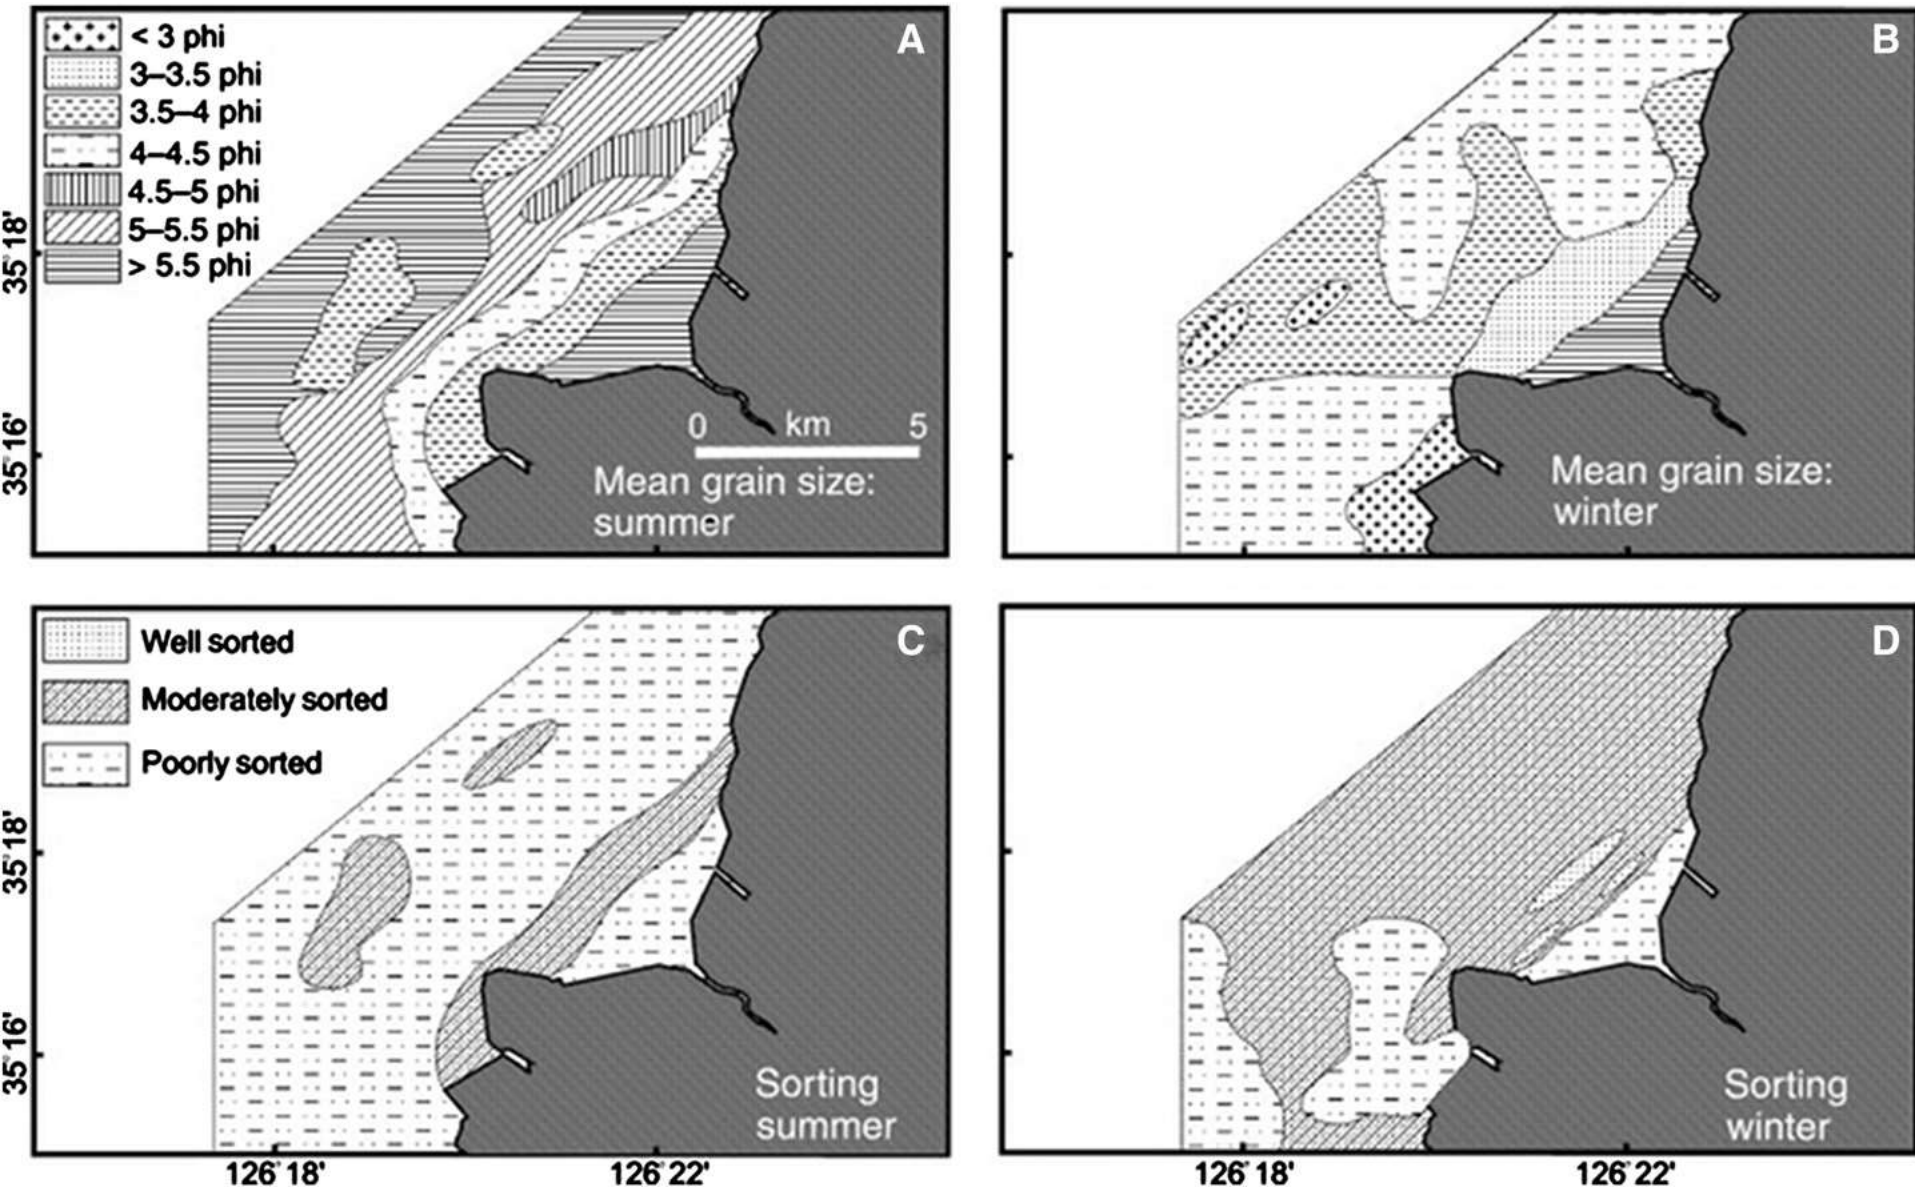 A
< 3 phi
3–3.5 phi
3.5–4 phi
4–4.5 phi
4.5–5 phi
5–5.5 phi
> 5.5 phi
35° 18'
35° 16'
0 km 5
Mean grain size:
summer
B
Mean grain size:
winter
C
Well sorted
Moderately sorted
Poorly sorted
35° 18'
35° 16'
Sorting
summer
126° 18'
126° 22'
D
Sorting
winter
126° 18'
126° 22'